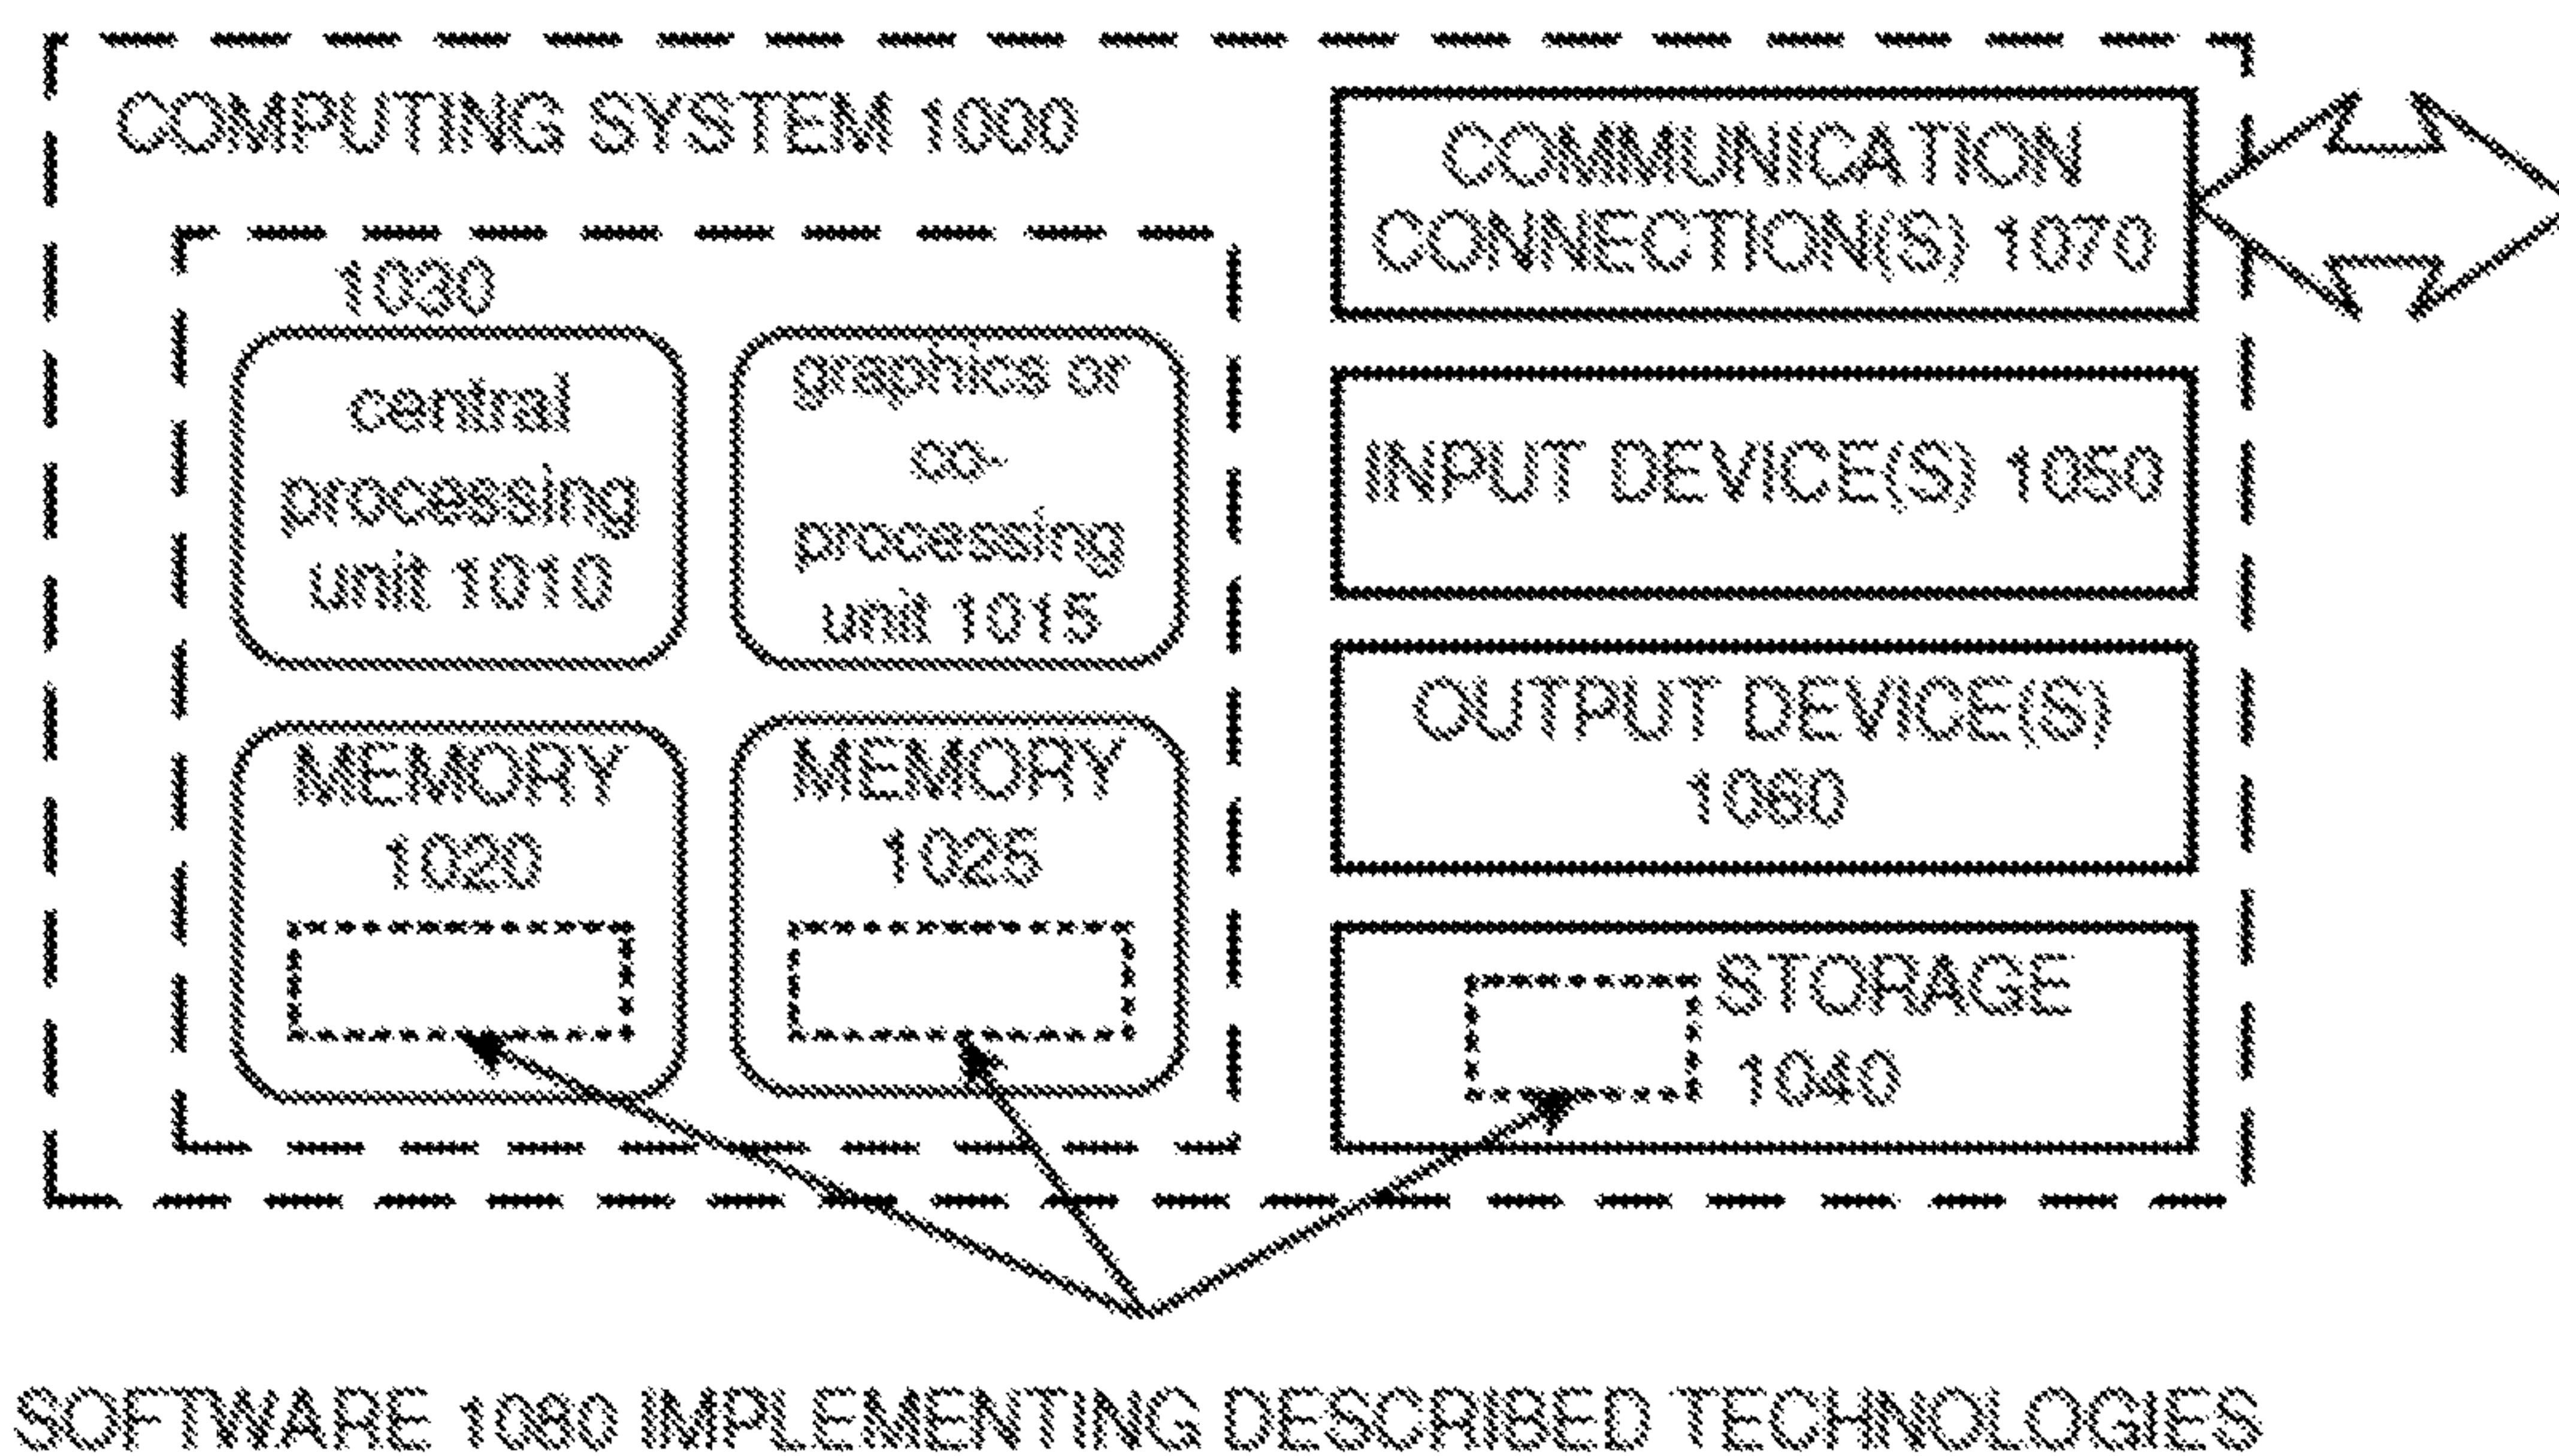 COMPUTING SYSTEM 1000
1030
central
processing
unit 1010
graphics or
co-
processing
unit 1015
MEMORY
1020
MEMORY
1025
COMMUNICATION
CONNECTION(S) 1070
INPUT DEVICE(S) 1050
OUTPUT DEVICE(S)
1060
STORAGE
1040
SOFTWARE 1080 IMPLEMENTING DESCRIBED TECHNOLOGIES